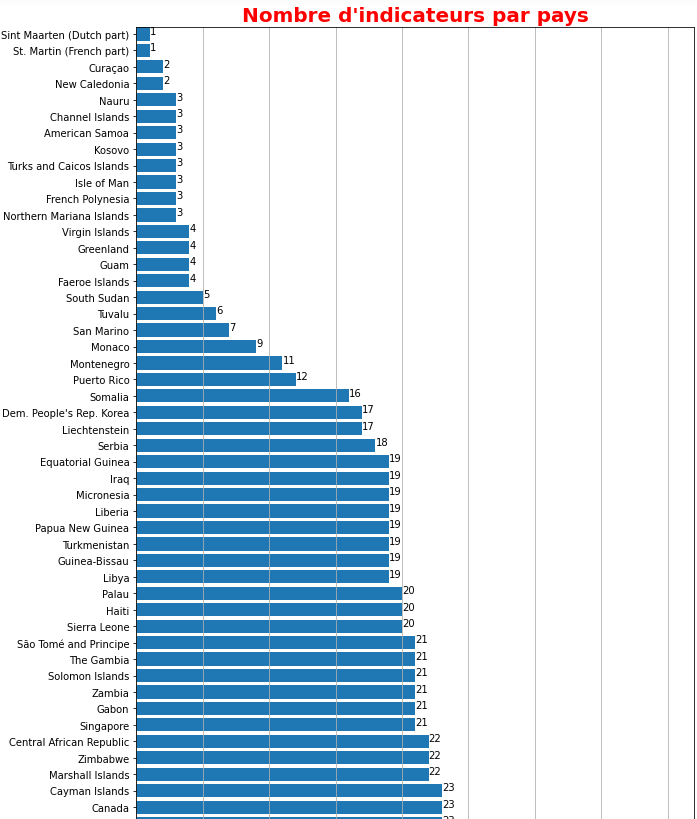 Nombre d'indicateurs par pays
Sint Maarten (Dutch part) 1
St. Martin (French part) 1
Curaçao 2
New Caledonia 2
Nauru 3
Channel Islands 3
American Samoa 3
Kosovo 3
Turks and Caicos Islands 3
Isle of Man 3
French Polynesia 3
Northern Mariana Islands 3
Virgin Islands 4
Greenland 4
Guam 4
Faeroe Islands 4
South Sudan 5
Tuvalu 6
San Marino 7
Monaco 9
Montenegro 11
Puerto Rico 12
Somalia 16
Dem. People's Rep. Korea 17
Liechtenstein 17
Serbia 18
Equatorial Guinea 19
Iraq 19
Micronesia 19
Liberia 19
Papua New Guinea 19
Turkmenistan 19
Guinea-Bissau 19
Libya 19
Palau 20
Haiti 20
Sierra Leone 20
São Tomé and Principe 21
The Gambia 21
Solomon Islands 21
Zambia 21
Gabon 21
Singapore 21
Central African Republic 22
Zimbabwe 22
Marshall Islands 22
Cayman Islands 23
Canada 23